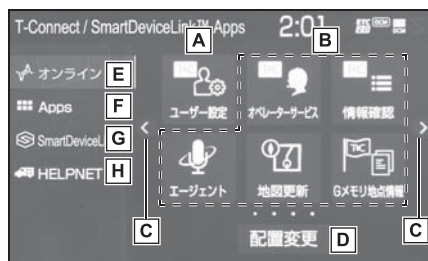 T-Connect / SmartDeviceLink™ Apps 2:01
A B
オンライン E
Apps F
SmartDeviceL G
HELPNET H
ユーザー設定 オペレーターサービス 情報確認
エージェント 地図更新 Gメモリ地点情報
C C
配置変更 D